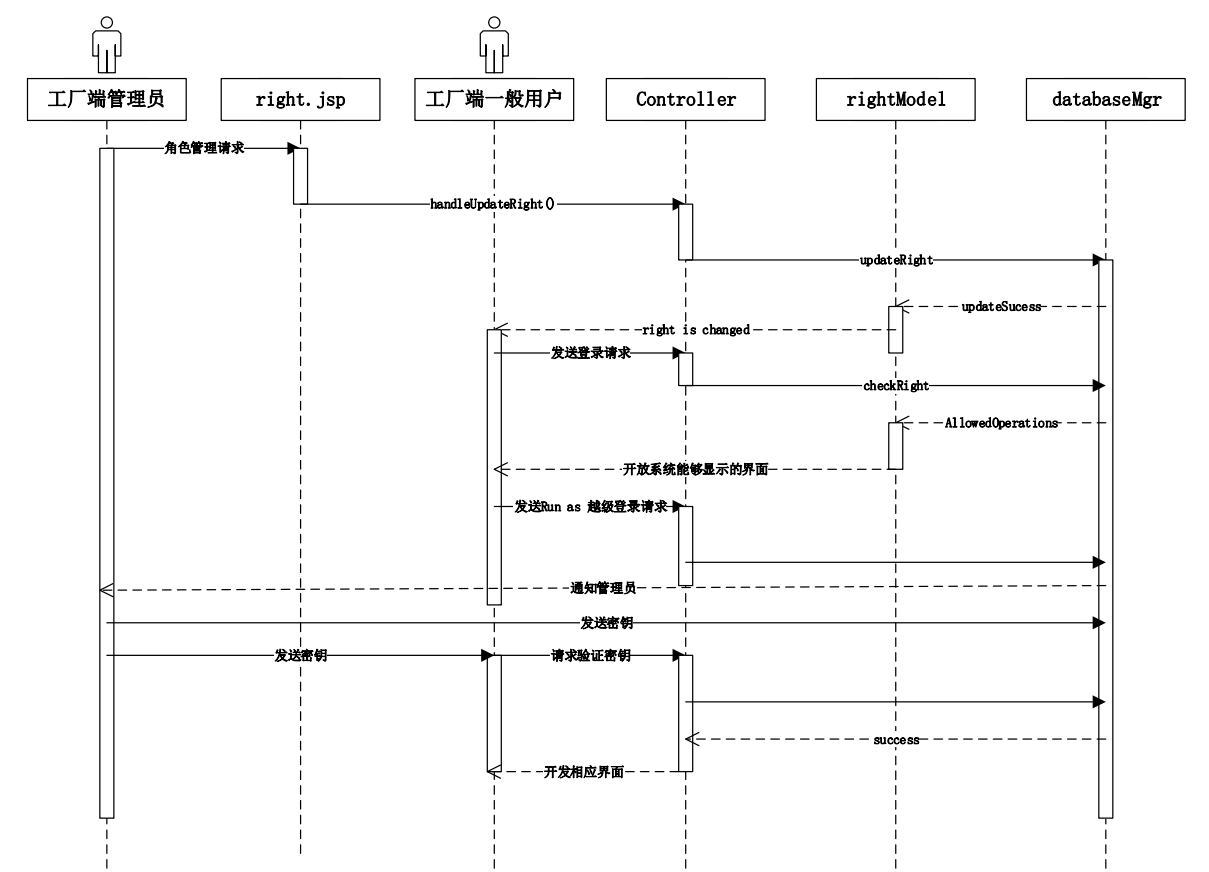 工厂端管理员
right.jsp
工厂端一般用户
Controller
rightModel
databaseMgr
角色管理请求
handleUpdateRight()
updateRight
updateSucess
right is changed
发送登录请求
checkRight
AllowedOperations
开放系统能够显示的界面
发送Run as 越级登录请求
通知管理员
发送密钥
发送密钥
请求验证密钥
success
开发相应界面